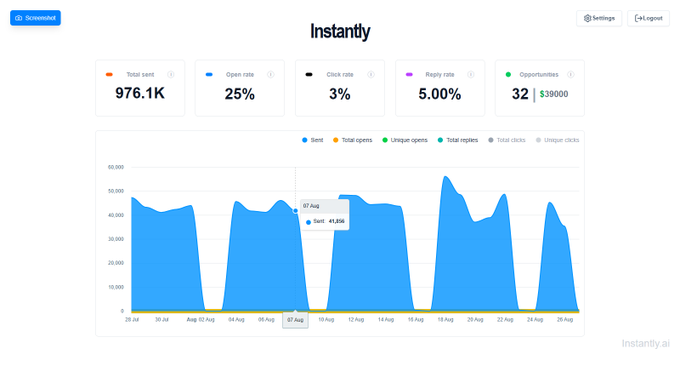 Screenshot
Settings
Logout
Instantly
Total sent
976.1K
Open rate
25%
Click rate
3%
Reply rate
5.00%
Opportunities
32 | $39000
Sent
Total opens
Unique opens
Total replies
Total clicks
Unique clicks
60,000
50,000
40,000
30,000
20,000
10,000
0
07 Aug
Sent 41,856
28 Jul
30 Jul
Aug
02 Aug
04 Aug
06 Aug
07 Aug
10 Aug
12 Aug
14 Aug
16 Aug
18 Aug
20 Aug
22 Aug
24 Aug
26 Aug
Instantly.ai